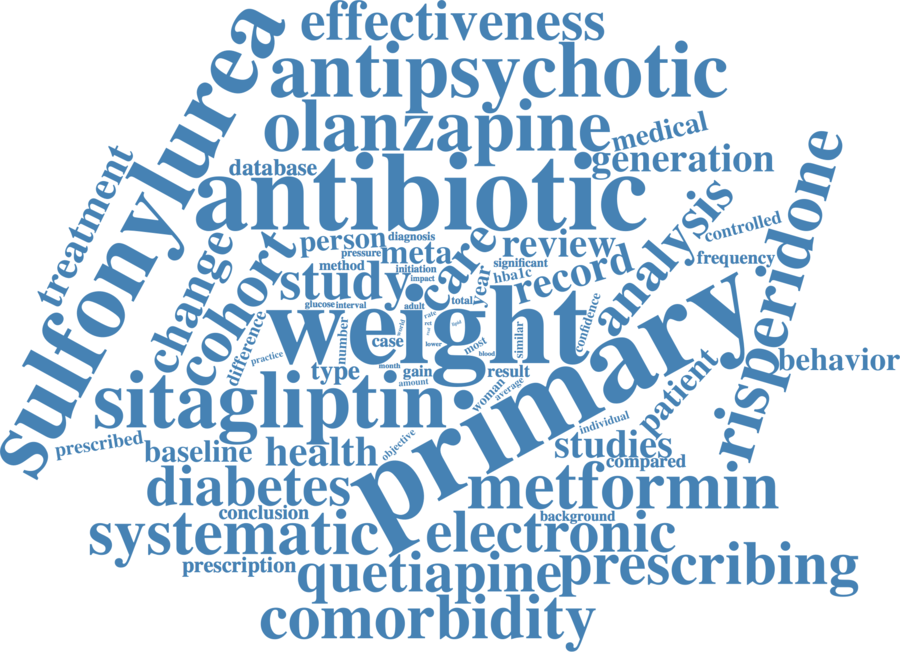 effectiveness
antipsychotic
olanzapine
medical
generation
database
antibiotic
sulfonylurea
treatment
change
cohort
person
diagnosis
pressure
meta
care
review
analysis
controlled
frequency
risperidone
method
initiation
significant
study
impact
year
hba1c
record
glucose
interval
adult
total
weight
confidence
difference
number
case
world
rate
lower
similar
most
blood
practice
month
type
gain
amount
result
woman
average
primary
behavior
sitagliptin
patient
individual
objective
prescribed
baseline
health
studies
compared
diabetes
metformin
conclusion
background
systematic
electronic
prescription
quetiapine
prescribing
comorbidity